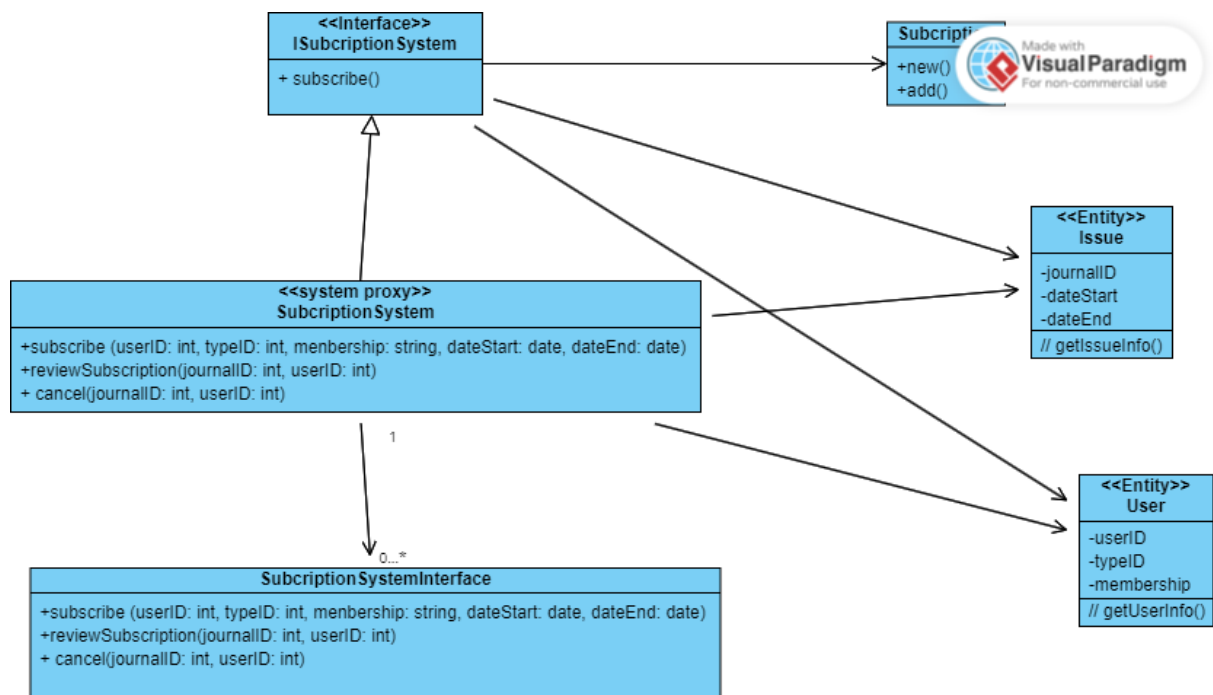 <<Interface>>
ISubcriptionSystem
+ subscribe()
+new()
+add()
Made with
Visual Paradigm
For non-commercial use
<<Entity>>
Issue
-journalID
-dateStart
-dateEnd
// getIssueInfo()
<<system proxy>>
SubcriptionSystem
+subscribe (userID: int, typeID: int, menbership: string, dateStart: date, dateEnd: date)
+reviewSubscription(journalID: int, userID: int)
+ cancel(journalID: int, userID: int)
1
0...*
<<Entity>>
User
-userID
-typeID
-membership
// getUserInfo()
SubcriptionSystemInterface
+subscribe (userID: int, typeID: int, menbership: string, dateStart: date, dateEnd: date)
+reviewSubscription(journalID: int, userID: int)
+ cancel(journalID: int, userID: int)